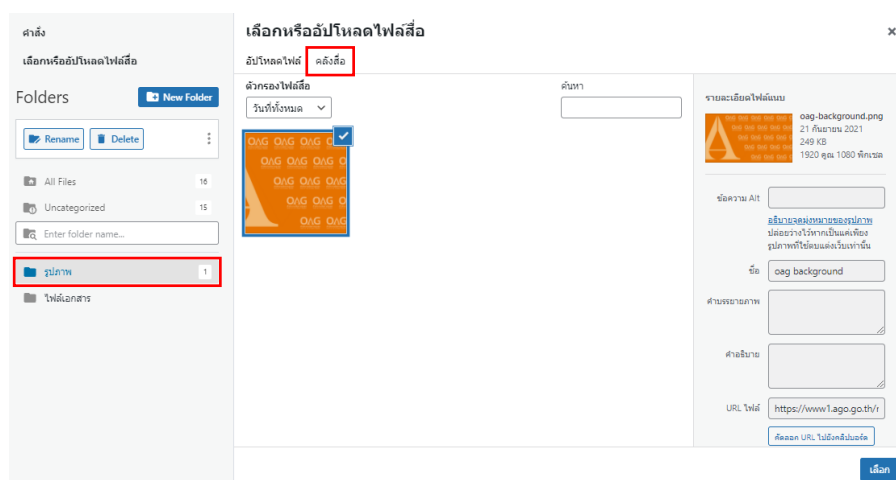 คำสั่ง
เลือกหรืออัปโหลดไฟล์สื่อ
Folders
New Folder
Rename
Delete
All Files 16
Uncategorized 15
Enter folder name...
รูปภาพ 1
ไฟล์เอกสาร
เลือกหรืออัปโหลดไฟล์สื่อ
อัปโหลดไฟล์ คลังสื่อ
ตัวกรองไฟล์สื่อ
วันที่ทั้งหมด
ค้นหา
OAG OAG OAG
OAG OAG OAG
OAG OAG OAG
OAG OAG
OAG OAG
รายละเอียดไฟล์แนบ
oag-background.png
21 กันยายน 2021
249 KB
1920 คูณ 1080 พิกเซล
ข้อความ Alt
อธิบายจุดมุ่งหมายของรูปภาพ
ปล่อยว่างไว้หากเป็นแค่เพียง
รูปภาพที่ใช้ตบแต่งเว็บเท่านั้น
ชื่อ oag background
คำบรรยายภาพ
คำอธิบาย
URL ไฟล์ https://www1.ago.go.th/r
คัดลอก URL ไปยังคลิปบอร์ด
เลือก